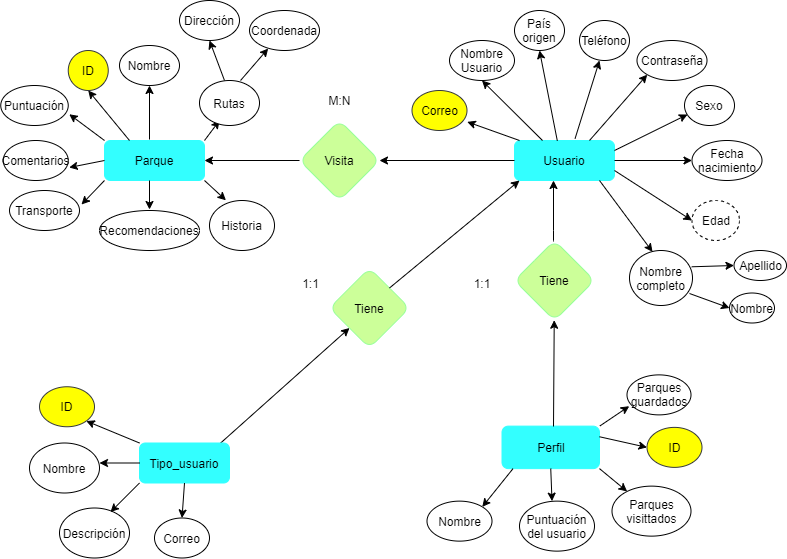 Dirección
Coordenada
País
origen
Teléfono
Nombre
Usuario
Contraseña
ID
Nombre
Puntuación
Rutas
M:N
Correo
Sexo
Comentarios
Parque
Visita
Usuario
Fecha
nacimiento
Transporte
Recomendaciones
Historia
Edad
Nombre
completo
Apellido
Nombre
1:1
Tiene
1:1
Tiene
Parques
guardados
ID
Nombre
Tipo_usuario
Perfil
ID
Descripción
Correo
Nombre
Puntuación
del usuario
Parques
visittados